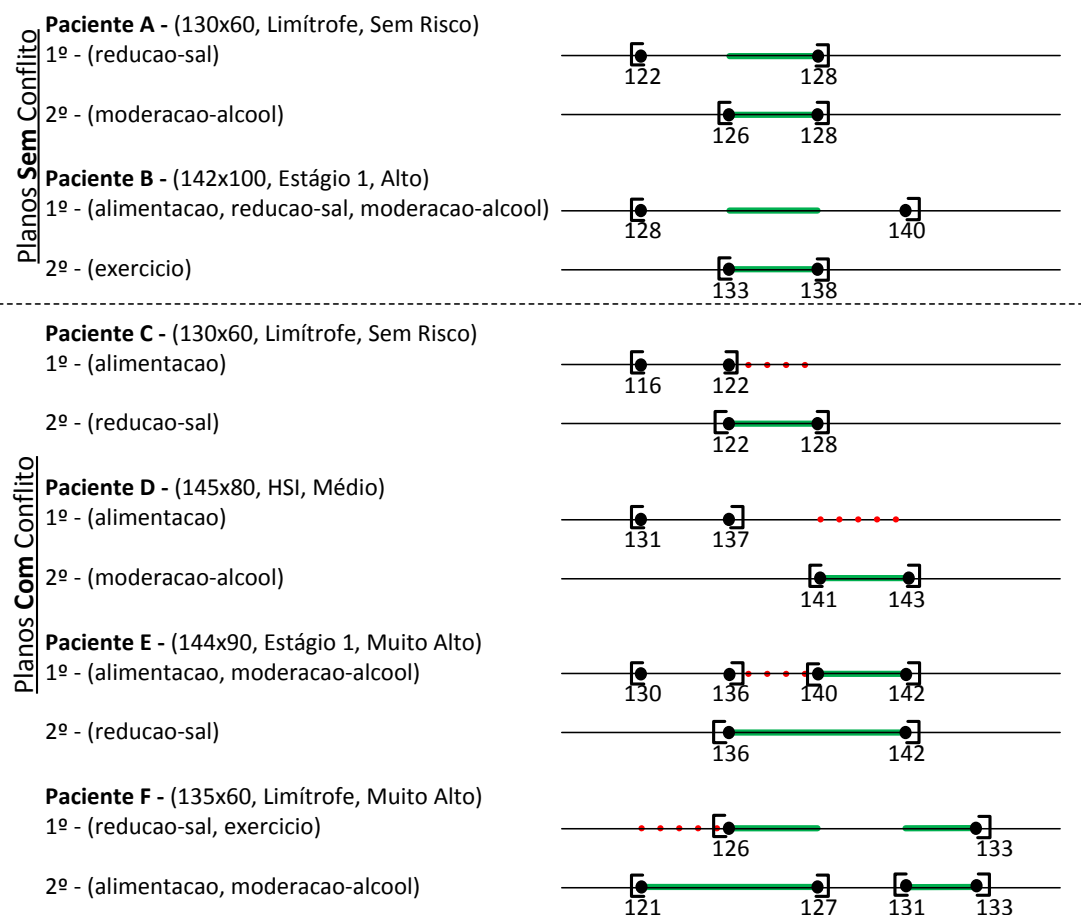 Planos Sem Conflito
Paciente A - (130x60, Limítrofe, Sem Risco)
1º - (reducao-sal)
122 128
2º - (moderacao-alcool)
126 128
Paciente B - (142x100, Estágio 1, Alto)
1º - (alimentacao, reducao-sal, moderacao-alcool)
128 140
2º - (exercicio)
133 138
Planos Com Conflito
Paciente C - (130x60, Limítrofe, Sem Risco)
1º - (alimentacao)
116 122
2º - (reducao-sal)
122 128
Paciente D - (145x80, HSI, Médio)
1º - (alimentacao)
131 137
2º - (moderacao-alcool)
141 143
Paciente E - (144x90, Estágio 1, Muito Alto)
1º - (alimentacao, moderacao-alcool)
130 136 140 142
2º - (reducao-sal)
136 142
Paciente F - (135x60, Limítrofe, Muito Alto)
1º - (reducao-sal, exercicio)
126 133
2º - (alimentacao, moderacao-alcool)
121 127 131 133